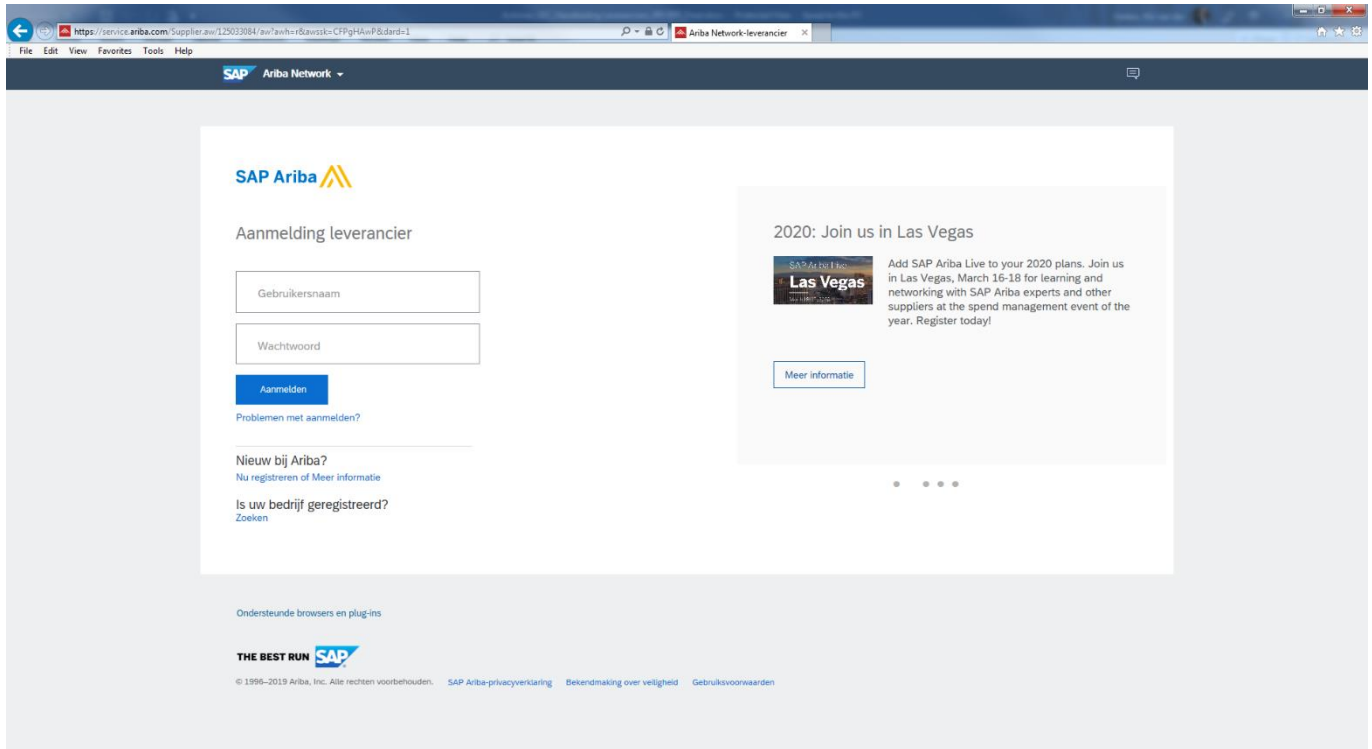 https://service.ariba.com/Supplier.aw/125033084/aw?awh=r&awssk=CFPgHAwP&dard=1
Ariba Network-leverancier
File Edit View Favorites Tools Help
SAP Ariba Network
SAP Ariba
Aanmelding leverancier
Gebruikersnaam
Wachtwoord
Aanmelden
Problemen met aanmelden?
Nieuw bij Ariba?
Nu registreren of Meer informatie
Is uw bedrijf geregistreerd?
Zoeken
2020: Join us in Las Vegas
SAP Ariba Live
Las Vegas
Add SAP Ariba Live to your 2020 plans. Join us
in Las Vegas, March 16-18 for learning and
networking with SAP Ariba experts and other
suppliers at the spend management event of the
year. Register today!
Meer informatie
Ondersteunde browsers en plug-ins
THE BEST RUN SAP
© 1996–2019 Ariba, Inc. Alle rechten voorbehouden. SAP Ariba-privacyverklaring Bekendmaking over veiligheid Gebruiksvoorwaarden